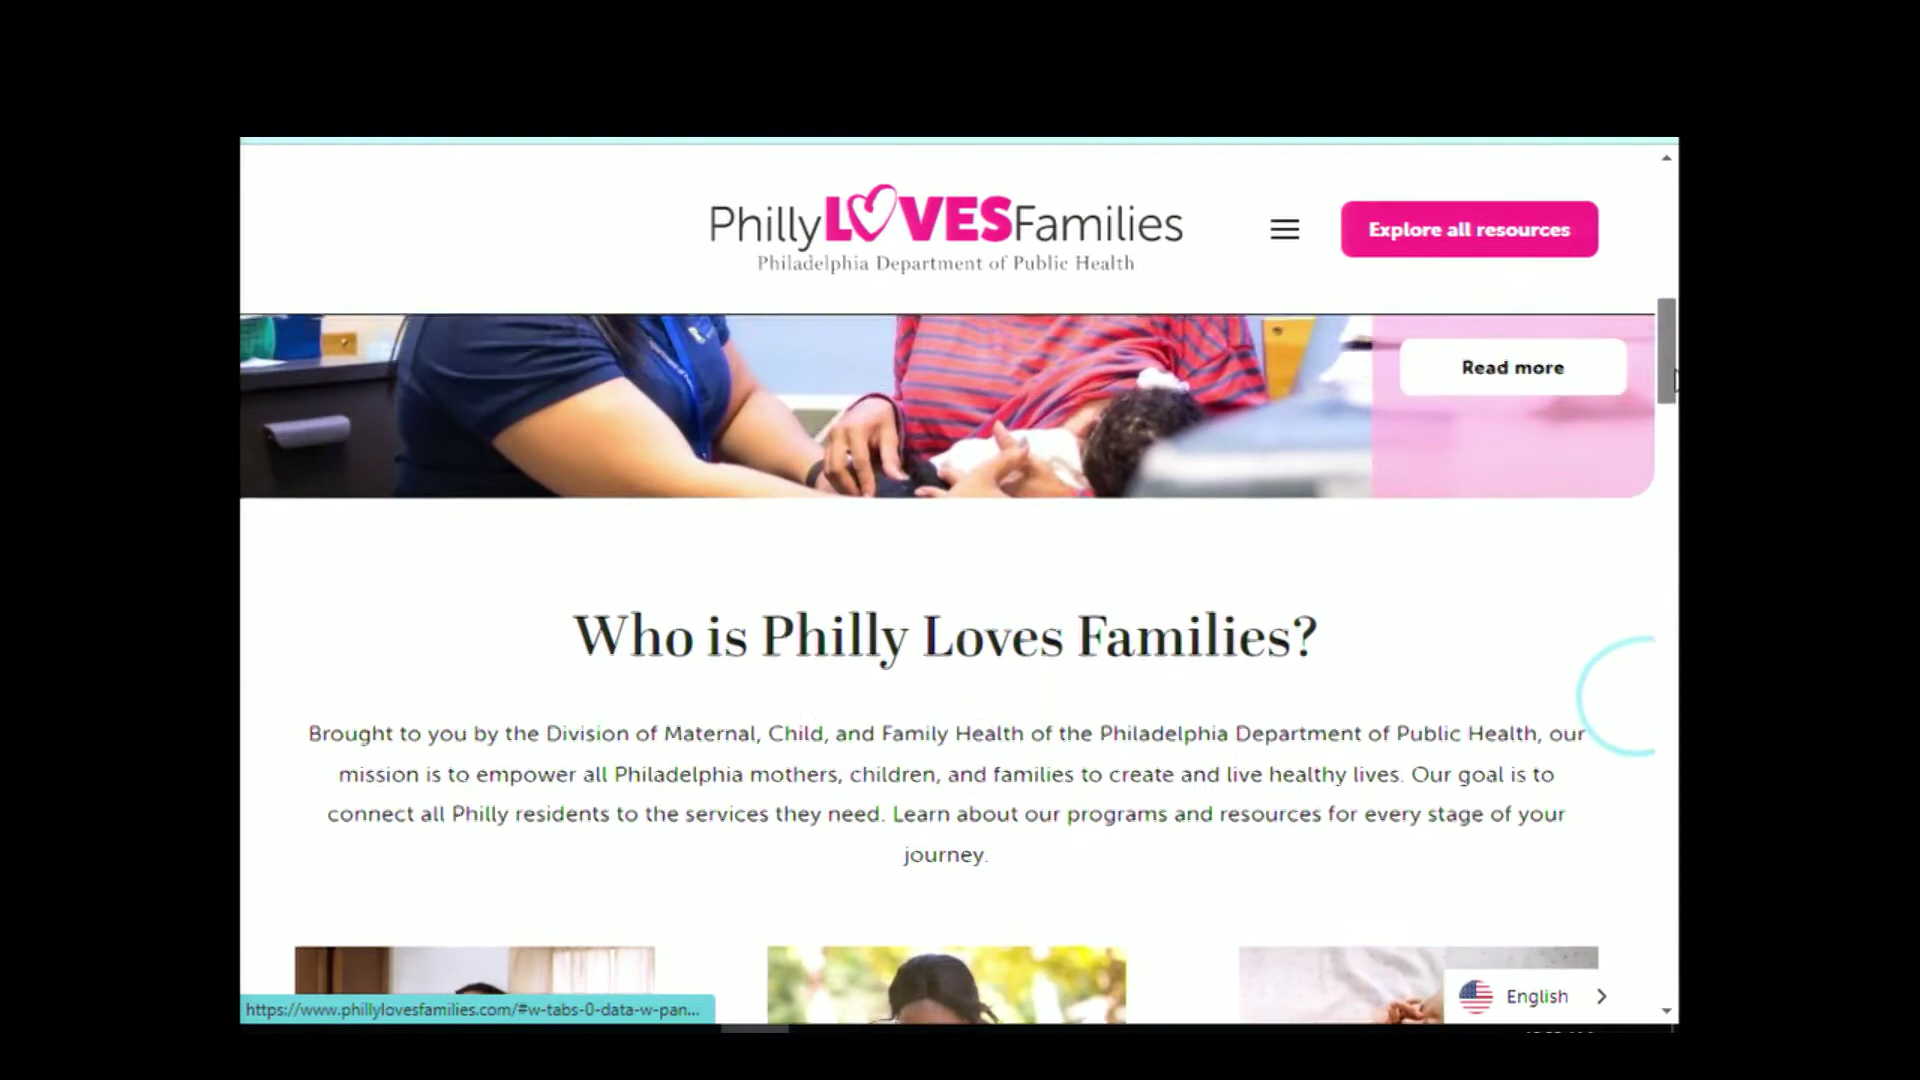 PhillyLOVESFamilies
Philadelphia Department of Public Health
Explore all resources
Read more
Who is Philly Loves Families?
Brought to you by the Division of Maternal, Child, and Family Health of the Philadelphia Department of Public Health, our
mission is to empower all Philadelphia mothers, children, and families to create and live healthy lives. Our goal is to
connect all Philly residents to the services they need. Learn about our programs and resources for every stage of your
journey.
https://www.phillylovesfamilies.com/#w-tabs-0-data-w-pan...
English